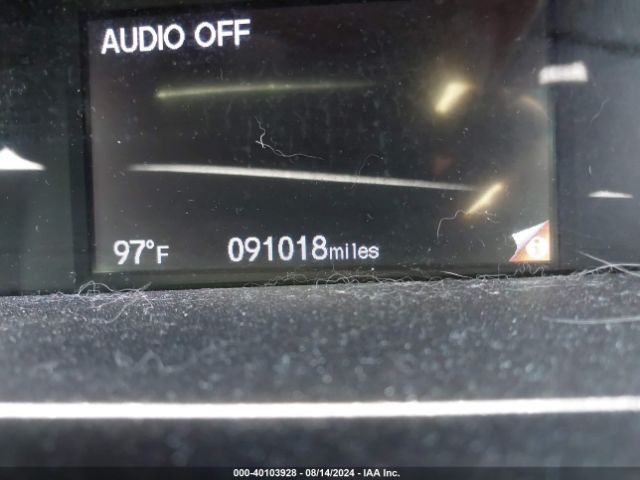 AUDIO OFF
97°F 091018miles
000-40103928 - 08/14/2024 - IAA Inc.